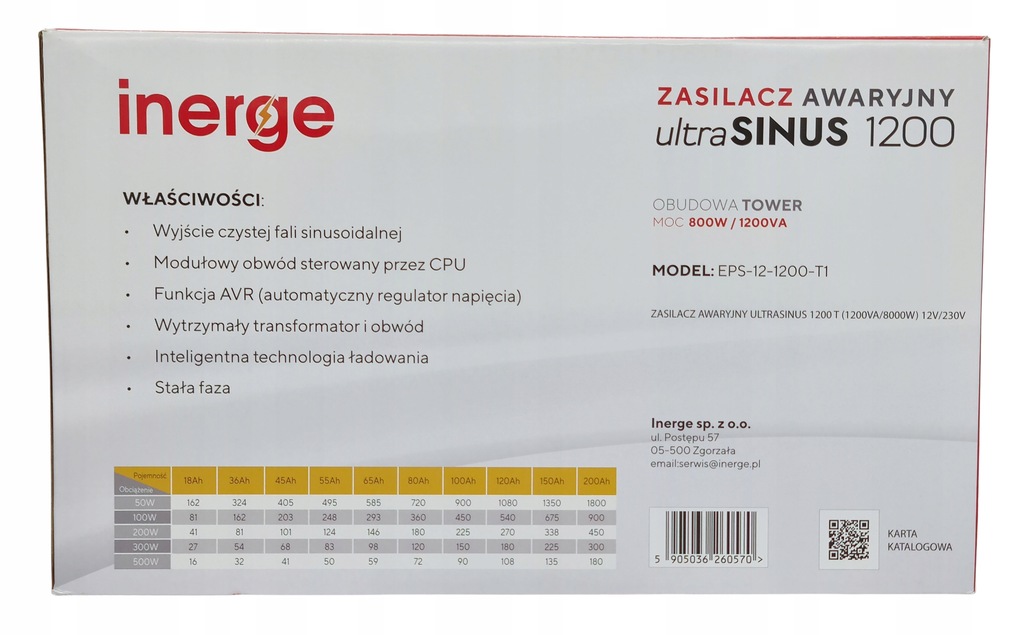 inerge
ZASILACZ AWARYJNY
ultra SINUS 1200
WŁAŚCIWOŚCI:
• Wyjście czystej fali sinusoidalnej
• Modułowy obwód sterowany przez CPU
• Funkcja AVR (automatyczny regulator napięcia)
• Wytrzymały transformator i obwód
• Inteligentna technologia ładowania
• Stała faza
OBUDOWA TOWER
MOC 800W / 1200VA
MODEL: EPS-12-1200-T1
ZASILACZ AWARYJNY ULTRASINUS 1200 T (1200VA/8000W) 12V/230V
Inerge sp. z o.o.
ul. Postępu 57
05-500 Zgorzała
email:serwis@inerge.pl
Pojemność 18Ah 36Ah 45Ah 55Ah 65Ah 80Ah 100Ah 120Ah 150Ah 200Ah
Obciążenie
50W 162 324 405 495 585 720 900 1080 1350 1800
100W 81 162 203 248 293 360 450 540 675 900
200W 41 81 101 124 146 180 225 270 338 450
300W 27 54 68 83 98 120 150 180 225 300
500W 16 32 41 50 59 72 90 108 135 180
5 905036 260570 >
KARTA
KATALOGOWA